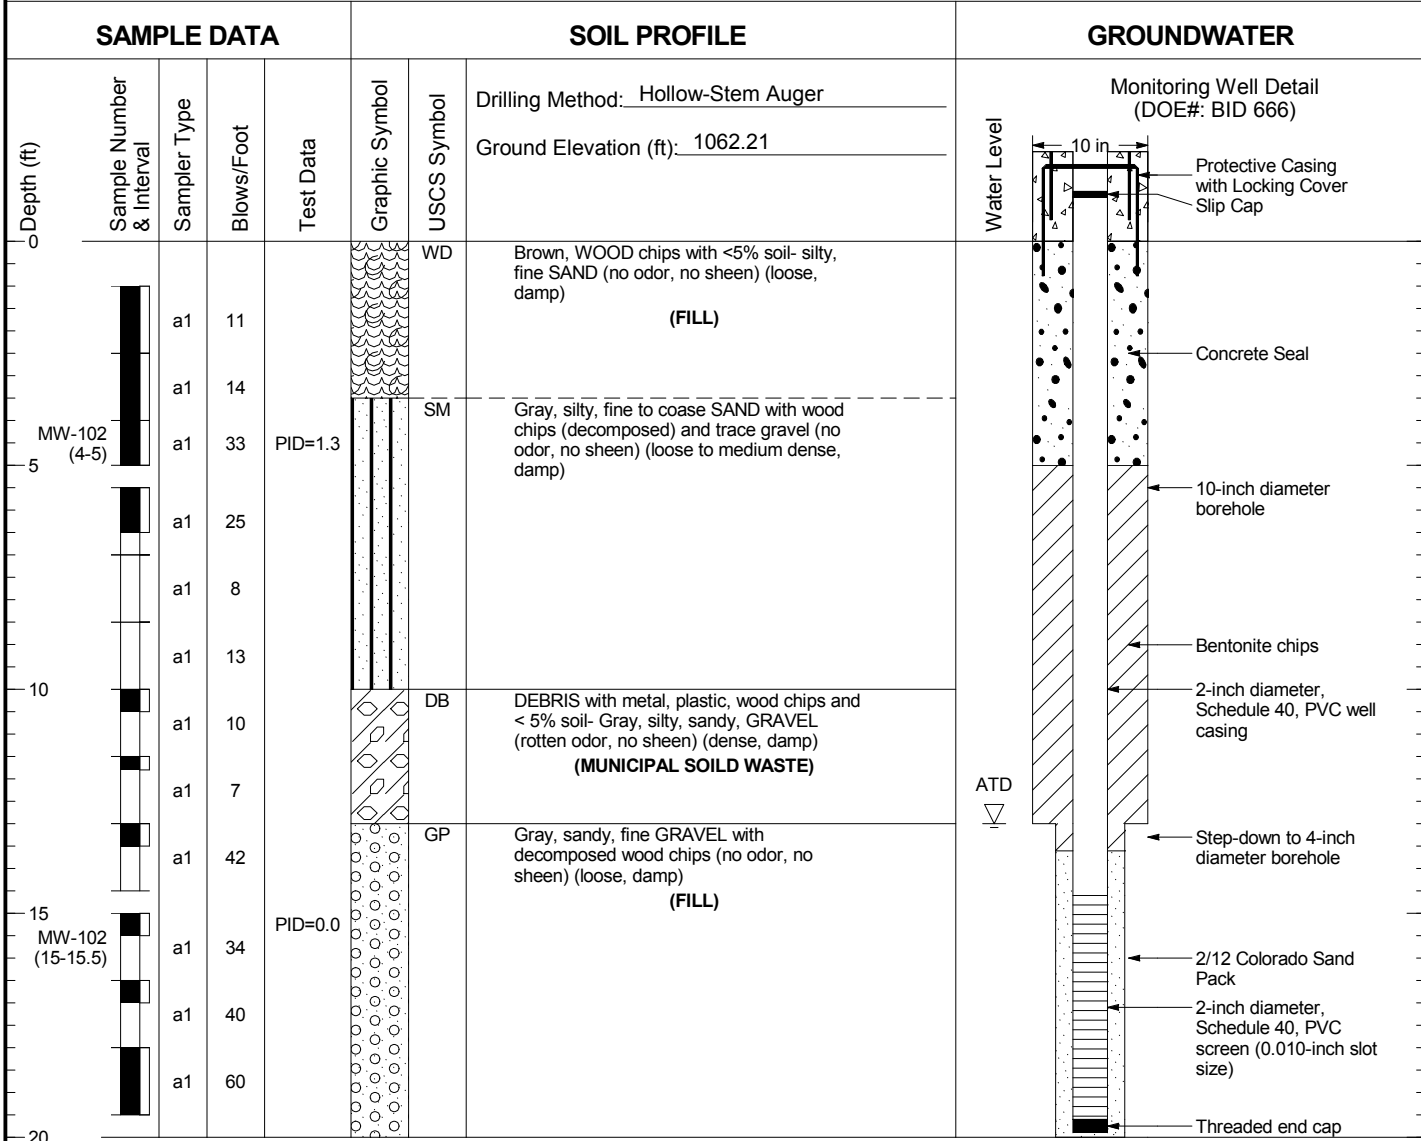 SAMPLE DATA
SOIL PROFILE
GROUNDWATER
Depth (ft)
Sample Number
& Interval
Sampler Type
Blows/Foot
Test Data
Graphic Symbol
USCS Symbol
Drilling Method: Hollow-Stem Auger
Ground Elevation (ft): 1062.21
Water Level
Monitoring Well Detail
(DOE#: BID 666)
10 in
Protective Casing
with Locking Cover
Slip Cap
0
WD
Brown, WOOD chips with <5% soil- silty,
fine SAND (no odor, no sheen) (loose,
damp)
(FILL)
a1 11
Concrete Seal
a1 14
SM
Gray, silty, fine to coase SAND with wood
chips (decomposed) and trace gravel (no
odor, no sheen) (loose to medium dense,
damp)
MW-102
(4-5)
a1 33 PID=1.3
5
10-inch diameter
borehole
a1 25
a1 8
a1 13
Bentonite chips
10
DB
DEBRIS with metal, plastic, wood chips and
< 5% soil- Gray, silty, sandy, GRAVEL
(rotten odor, no sheen) (dense, damp)
(MUNICIPAL SOILD WASTE)
2-inch diameter,
Schedule 40, PVC well
casing
a1 10
a1 7
ATD
GP
Gray, sandy, fine GRAVEL with
decomposed wood chips (no odor, no
sheen) (loose, damp)
(FILL)
Step-down to 4-inch
diameter borehole
a1 42
15
PID=0.0
MW-102
(15-15.5)
a1 34
2/12 Colorado Sand
Pack
a1 40
2-inch diameter,
Schedule 40, PVC
screen (0.010-inch slot
size)
a1 60
Threaded end cap
20